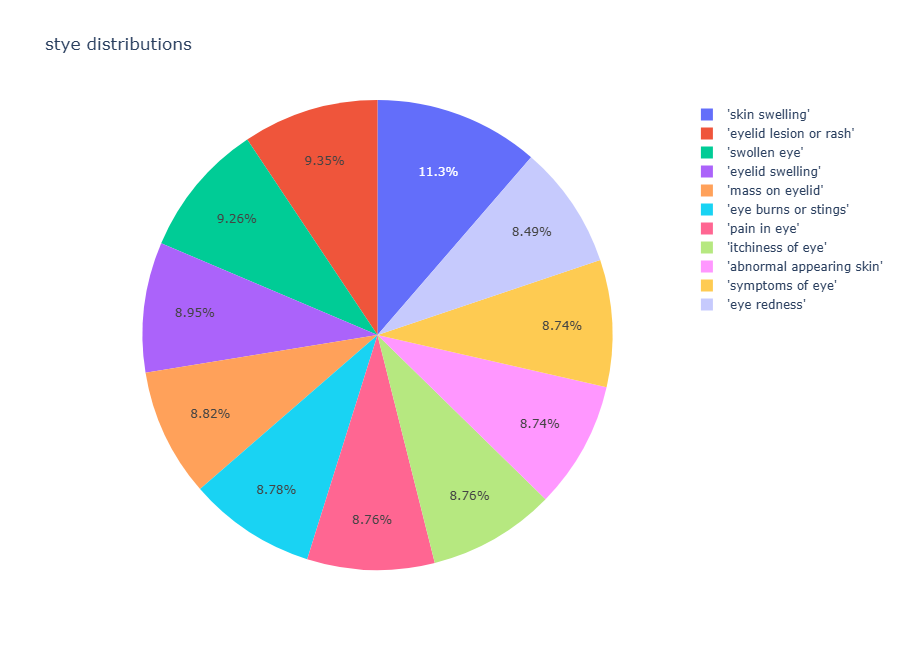 stye distributions
'skin swelling'
'eyelid lesion or rash'
'swollen eye'
'eyelid swelling'
'mass on eyelid'
'eye burns or stings'
'pain in eye'
'itchiness of eye'
'abnormal appearing skin'
'symptoms of eye'
'eye redness'
9.35%
11.3%
9.26%
8.49%
8.95%
8.74%
8.82%
8.74%
8.78%
8.76%
8.76%